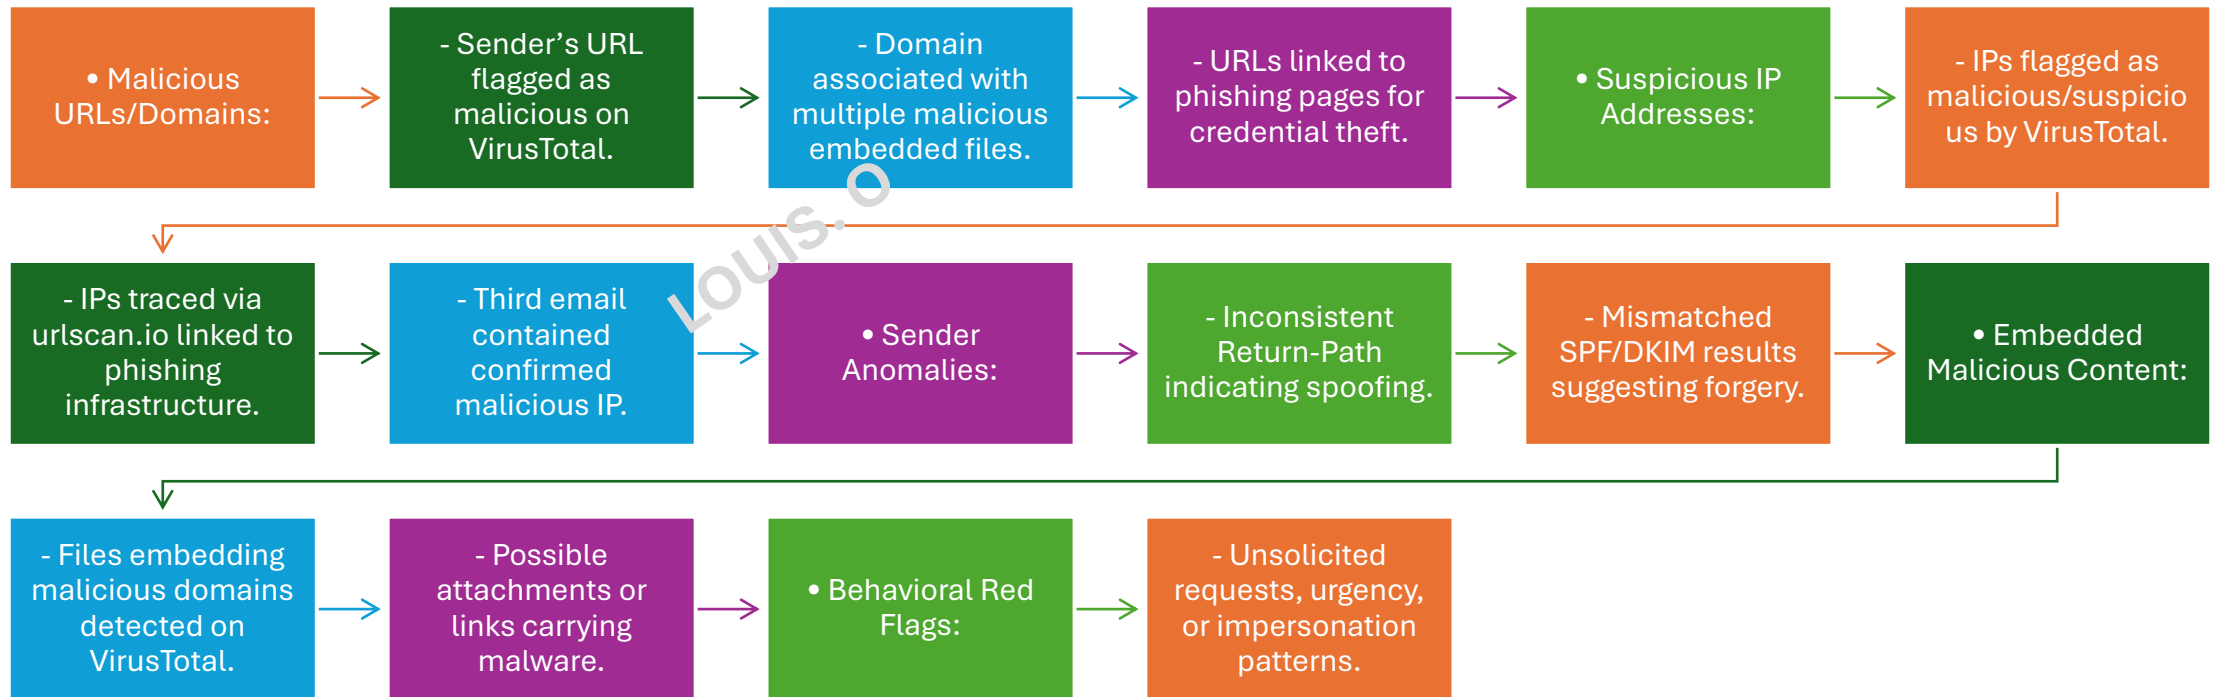 • Malicious
URLs/Domains:
- Sender’s URL
flagged as
malicious on
VirusTotal.
- Domain
associated with
multiple malicious
embedded files.
- URLs linked to
phishing pages for
credential theft.
• Suspicious IP
Addresses:
- IPs flagged as
malicious/suspicio
us by VirusTotal.
- IPs traced via
urlscan.io linked to
phishing
infrastructure.
- Third email
contained
confirmed
malicious IP.
• Sender
Anomalies:
- Inconsistent
Return-Path
indicating spoofing.
- Mismatched
SPF/DKIM results
suggesting forgery.
• Embedded
Malicious Content:
- Files embedding
malicious domains
detected on
VirusTotal.
- Possible
attachments or
links carrying
malware.
• Behavioral Red
Flags:
- Unsolicited
requests, urgency,
or impersonation
patterns.
LOUIS. O